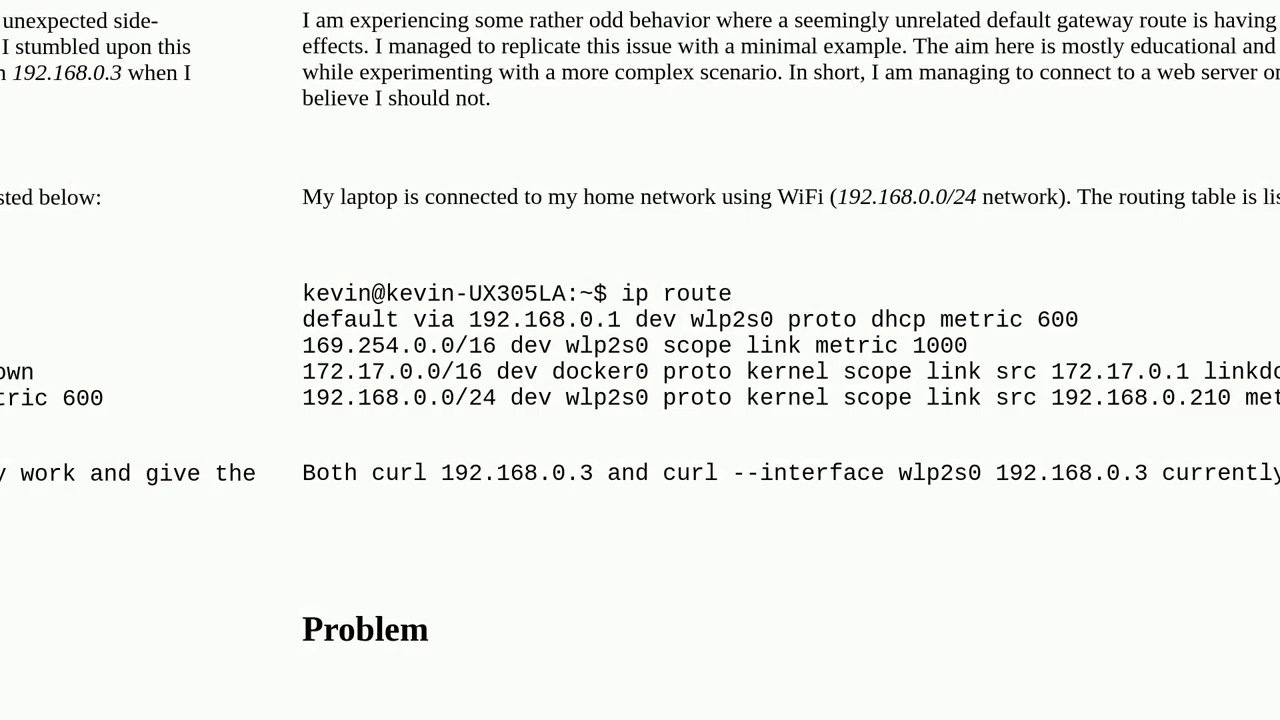 unexpected side-
I stumbled upon this
192.168.0.3 when I
sted below:
own
tric 600
y work and give the
I am experiencing some rather odd behavior where a seemingly unrelated default gateway route is having
effects. I managed to replicate this issue with a minimal example. The aim here is mostly educational and
while experimenting with a more complex scenario. In short, I am managing to connect to a web server on
believe I should not.
My laptop is connected to my home network using WiFi (192.168.0.0/24 network). The routing table is lis
kevin@kevin-UX305LA:~$ ip route
default via 192.168.0.1 dev wlp2s0 proto dhcp metric 600
169.254.0.0/16 dev wlp2s0 scope link metric 1000
172.17.0.0/16 dev docker0 proto kernel scope link src 172.17.0.1 linkdo
192.168.0.0/24 dev wlp2s0 proto kernel scope link src 192.168.0.210 met
Both curl 192.168.0.3 and curl --interface wlp2s0 192.168.0.3 currently
Problem